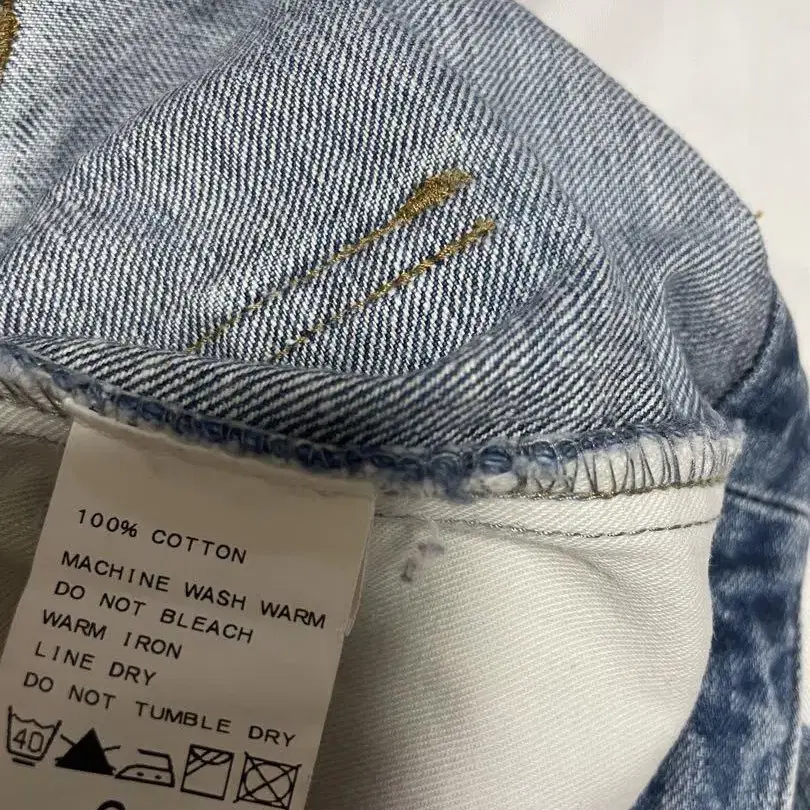 100% COTTON
MACHINE WASH WARM
DO NOT BLEACH
WARM IRON
LINE DRY
DO NOT TUMBLE DRY
40